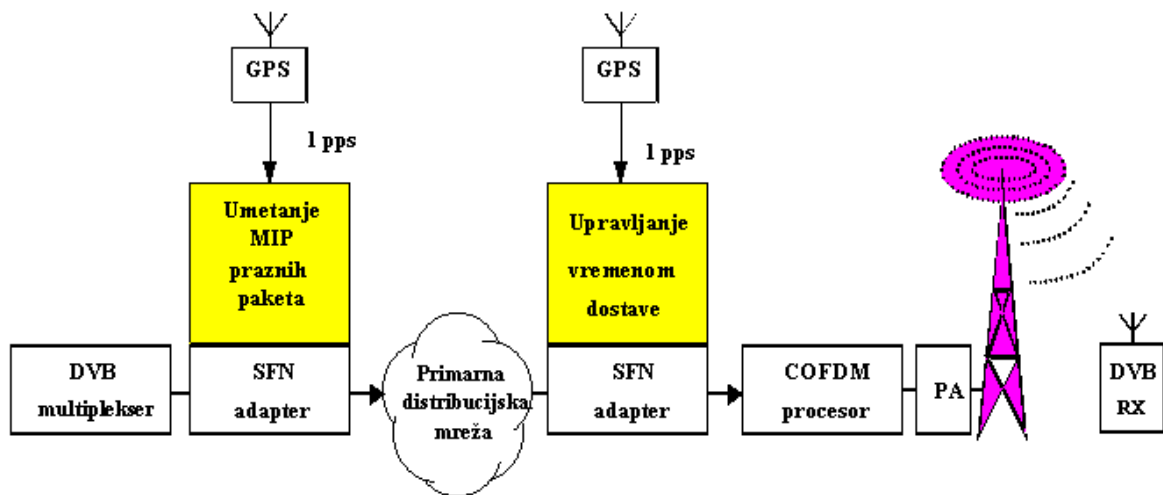 GPS
GPS
1 pps
1 pps
Umetanje
MIP
praznih
paketa
Upravljanje
vremenom
dostave
DVB
multiplekser
SFN
adapter
Primarna
distribucijska
mreža
SFN
adapter
COFDM
procesor
PA
DVB
RX